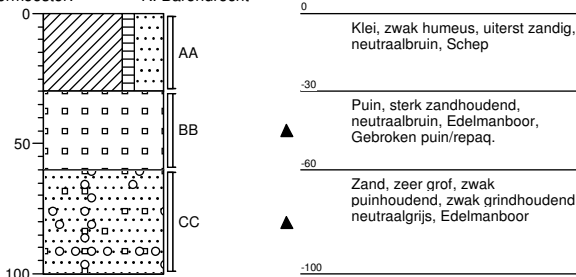 0
AA
50
BB
CC
100
0
Klei, zwak humeus, uiterst zandig,
neutraalbruin, Schep
-30
Puin, sterk zandhoudend,
neutraalbruin, Edelmanboor,
Gebroken puin/repaq.
-60
Zand, zeer grof, zwak
puinhoudend, zwak grindhoudend
neutraalgrijs, Edelmanboor
-100